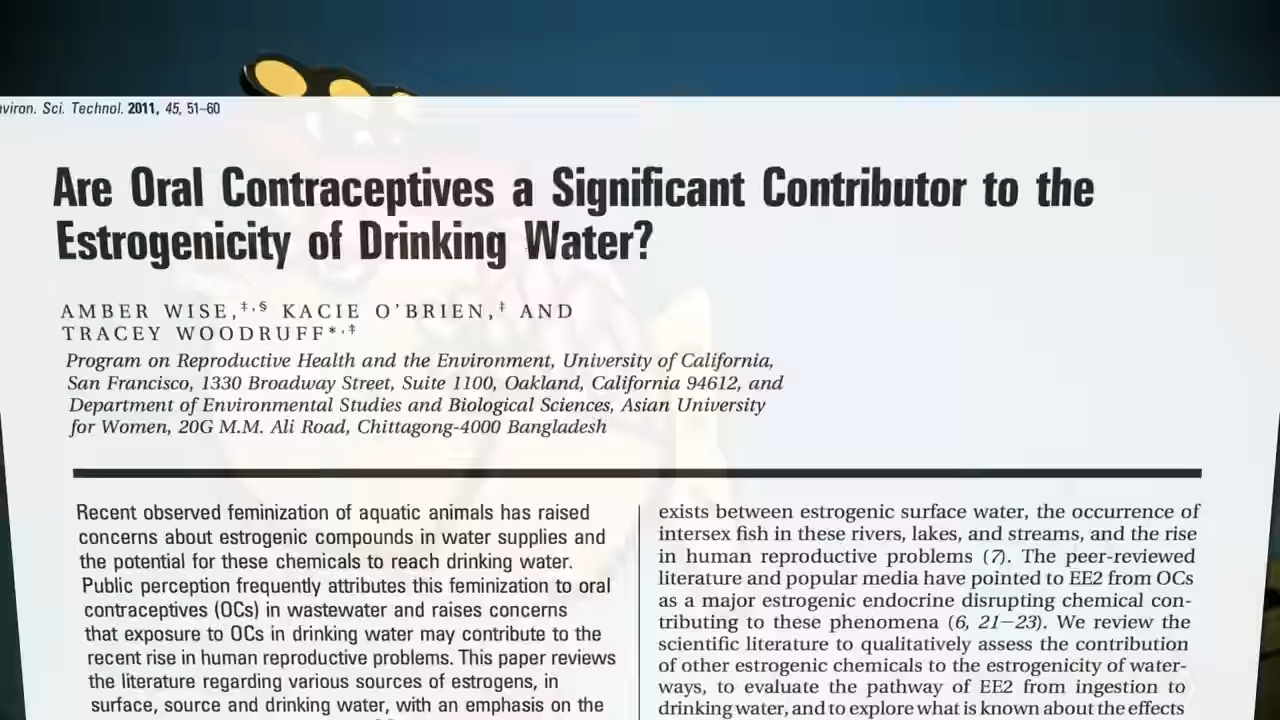 nviron. Sci. Technol. 2011, 45, 51–60
Are Oral Contraceptives a Significant Contributor to the
Estrogenicity of Drinking Water?
AMBER WISE,‡,§ KACIE O'BRIEN,‡ AND
TRACEY WOODRUFF*,‡
Program on Reproductive Health and the Environment, University of California,
San Francisco, 1330 Broadway Street, Suite 1100, Oakland, California 94612, and
Department of Environmental Studies and Biological Sciences, Asian University
for Women, 20G M.M. Ali Road, Chittagong-4000 Bangladesh
Recent observed feminization of aquatic animals has raised
concerns about estrogenic compounds in water supplies and
the potential for these chemicals to reach drinking water.
Public perception frequently attributes this feminization to oral
contraceptives (OCs) in wastewater and raises concerns
that exposure to OCs in drinking water may contribute to the
recent rise in human reproductive problems. This paper reviews
the literature regarding various sources of estrogens, in
surface, source and drinking water, with an emphasis on the
exists between estrogenic surface water, the occurrence of
intersex fish in these rivers, lakes, and streams, and the rise
in human reproductive problems (7). The peer-reviewed
literature and popular media have pointed to EE2 from OCs
as a major estrogenic endocrine disrupting chemical con-
tributing to these phenomena (6, 21–23). We review the
scientific literature to qualitatively assess the contribution
of other estrogenic chemicals to the estrogenicity of water-
ways, to evaluate the pathway of EE2 from ingestion to
drinking water, and to explore what is known about the effects